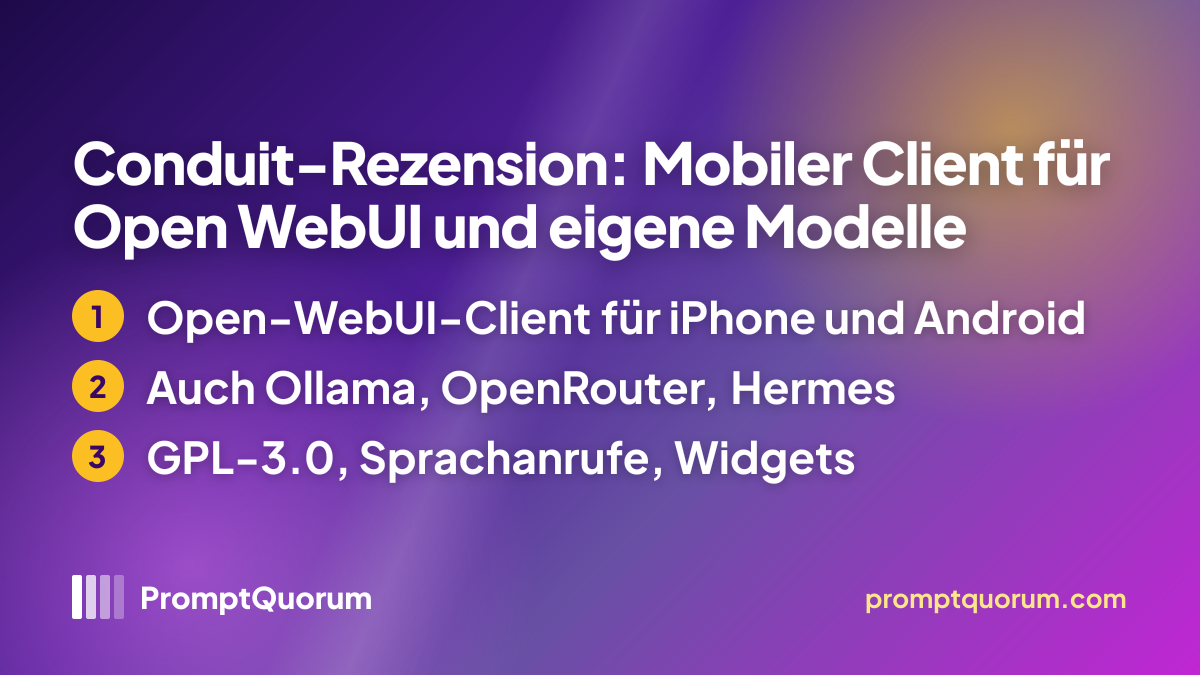 Conduit-Rezension: Mobiler Client für
Open WebUI und eigene Modelle
1 Open-WebUI-Client für iPhone und Android
2 Auch Ollama, OpenRouter, Hermes
3 GPL-3.0, Sprachanrufe, Widgets
PromptQuorum
promptquorum.com